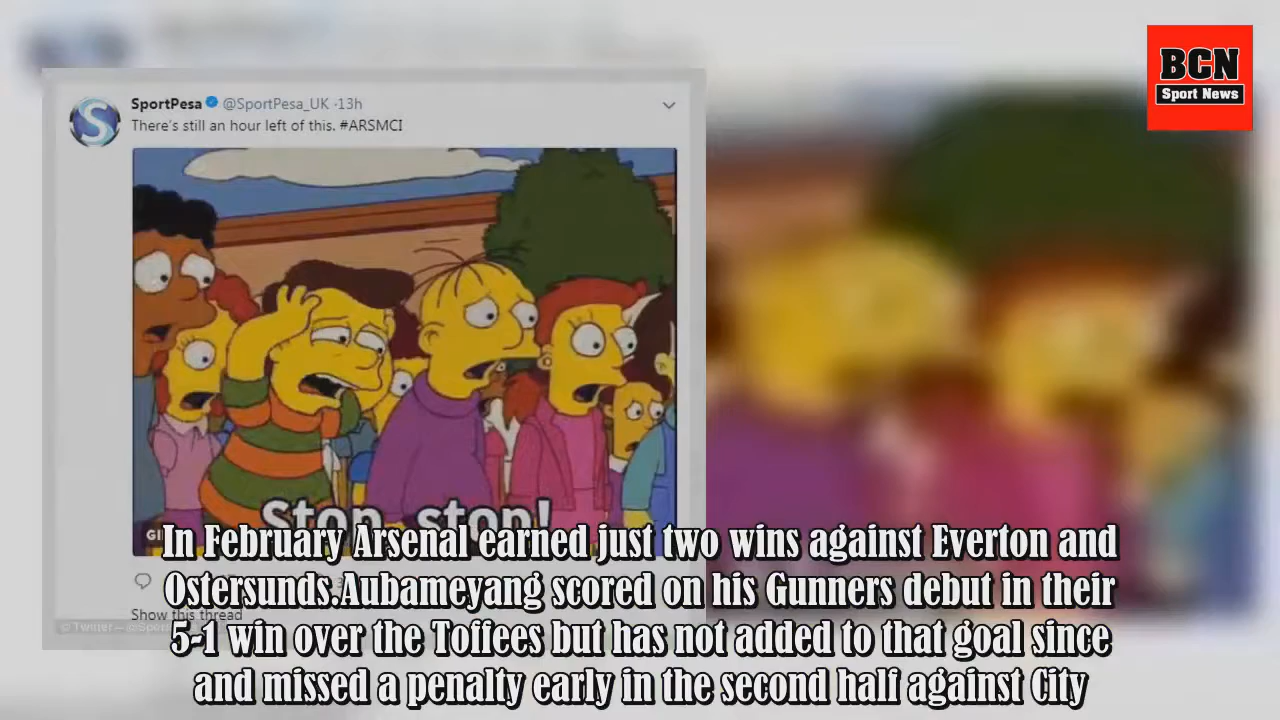 BCN
Sport News
SportPesa @SportPesa_UK · 13h
There's still an hour left of this. #ARSMCI
Stop, stop!
GI
In February Arsenal earned just two wins against Everton and
Ostersunds.Aubameyang scored on his Gunners debut in their
5-1 win over the Toffees but has not added to that goal since
and missed a penalty early in the second half against City
Show this thread
© Twitter